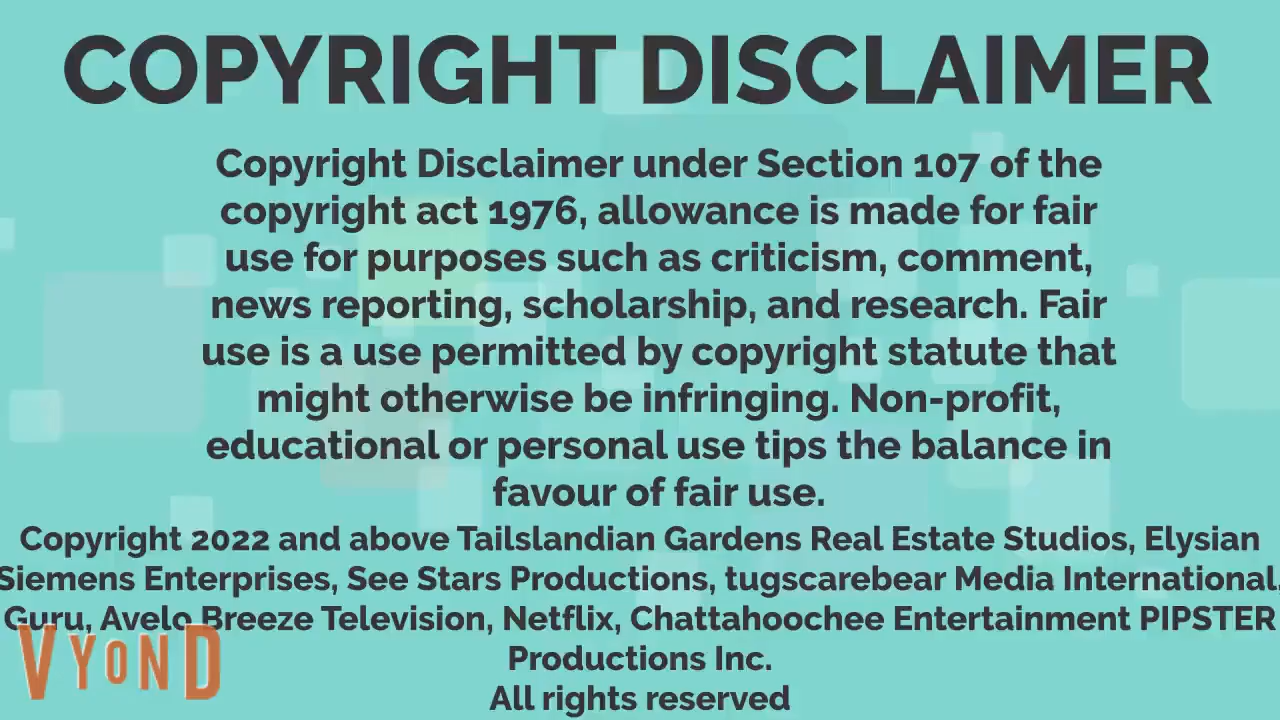 COPYRIGHT DISCLAIMER
Copyright Disclaimer under Section 107 of the
copyright act 1976, allowance is made for fair
use for purposes such as criticism, comment,
news reporting, scholarship, and research. Fair
use is a use permitted by copyright statute that
might otherwise be infringing. Non-profit,
educational or personal use tips the balance in
favour of fair use.
Copyright 2022 and above Tailslandian Gardens Real Estate Studios, Elysian
Siemens Enterprises, See Stars Productions, tugscarebear Media International,
Guru, Avelo Breeze Television, Netflix, Chattahoochee Entertainment PIPSTER
Productions Inc.
All rights reserved
VYOND